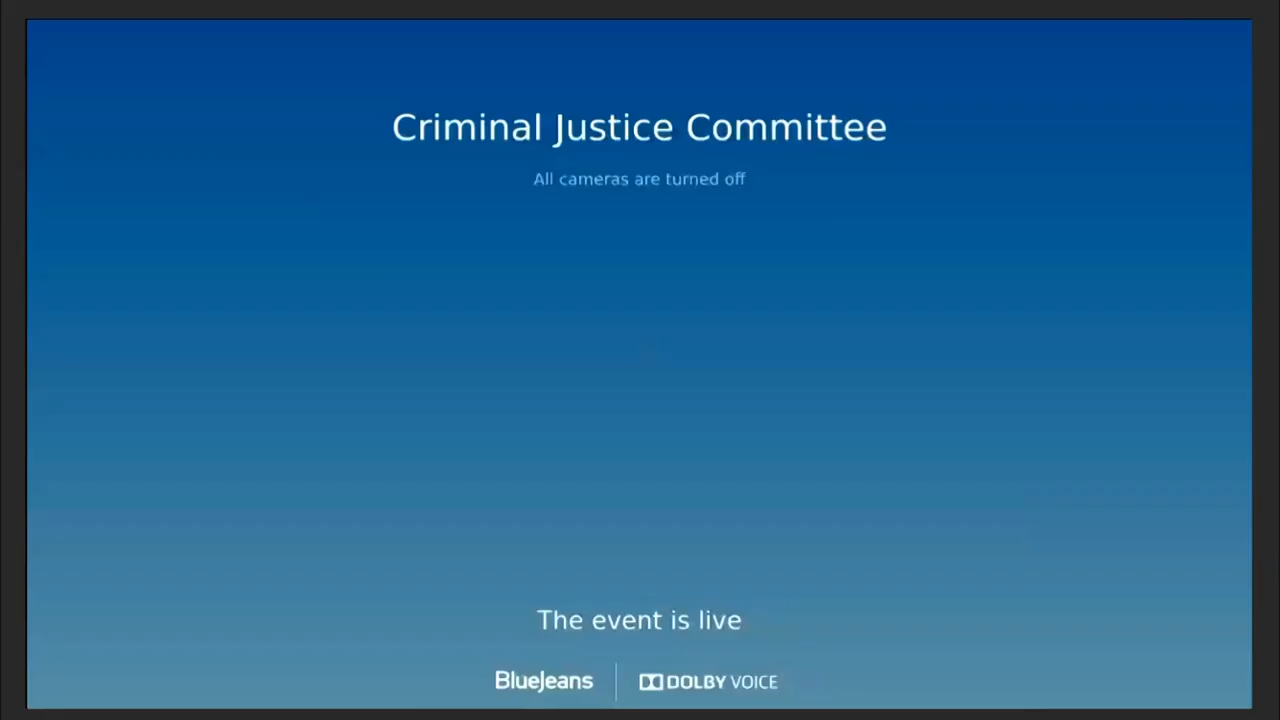 Criminal Justice Committee
All cameras are turned off
The event is live
BlueJeans
DOLBY VOICE